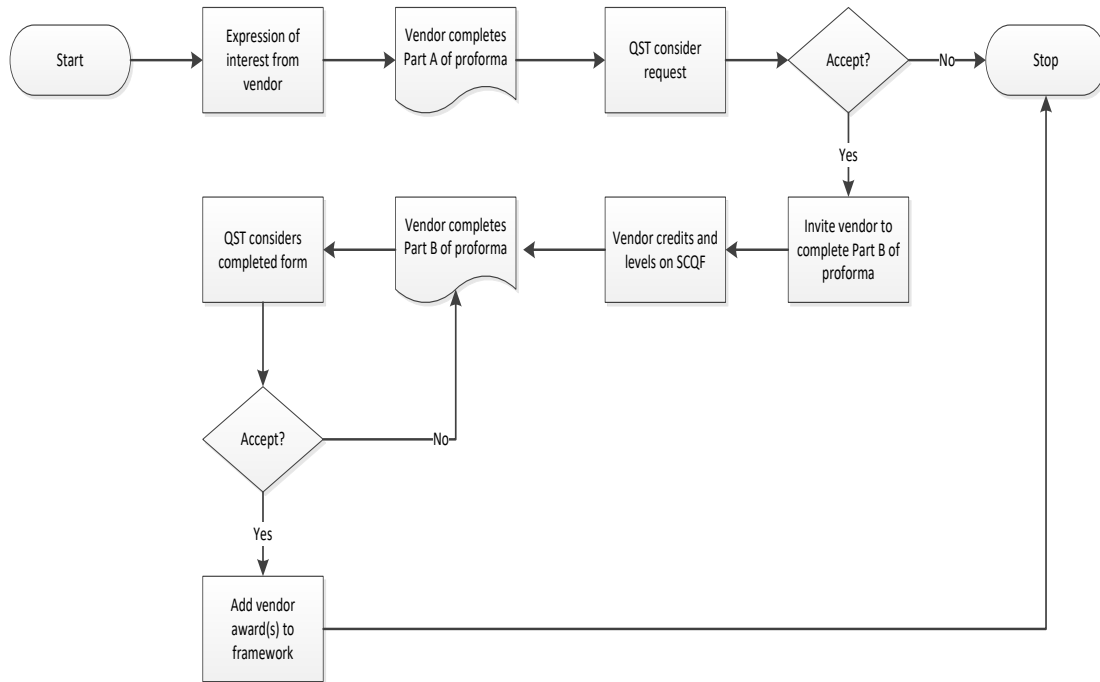 Start
Expression of
interest from
vendor
Vendor completes
Part A of proforma
QST consider
request
Accept?
No
Stop
Yes
Invite vendor to
complete Part B of
proforma
Vendor credits and
levels on SCQF
Vendor completes
Part B of proforma
QST considers
completed form
Accept?
No
Yes
Add vendor
award(s) to
framework